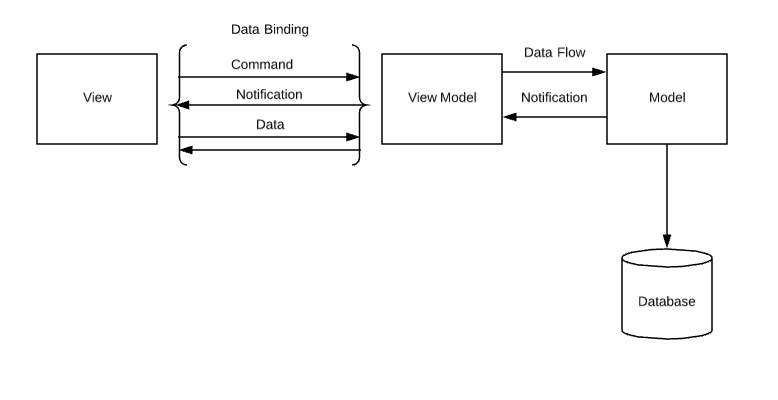 Data Binding
View
Command
Notification
Data
View Model
Data Flow
Notification
Model
Database